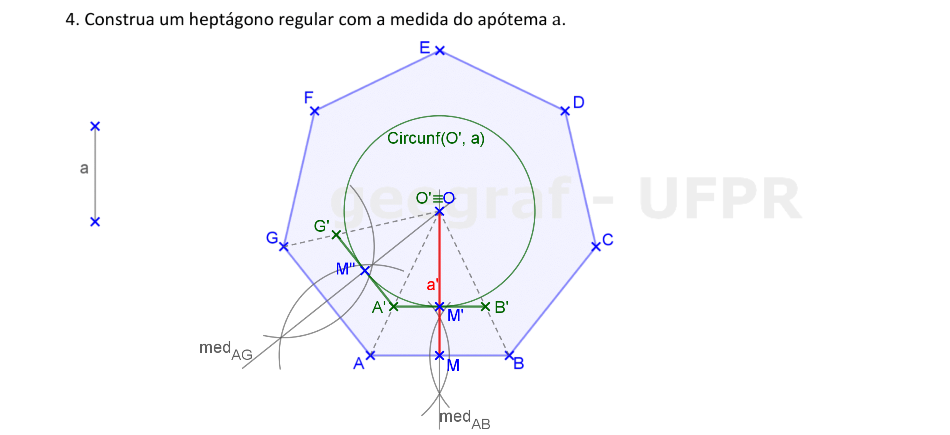 4. Construa um heptágono regular com a medida do apótema a.
E
F
D
Circunf(O', a)
a
geograf - UFPR
O'≡O
G'
G
C
M''
a'
A'
B'
M'
med AG
A
M
B
med AB